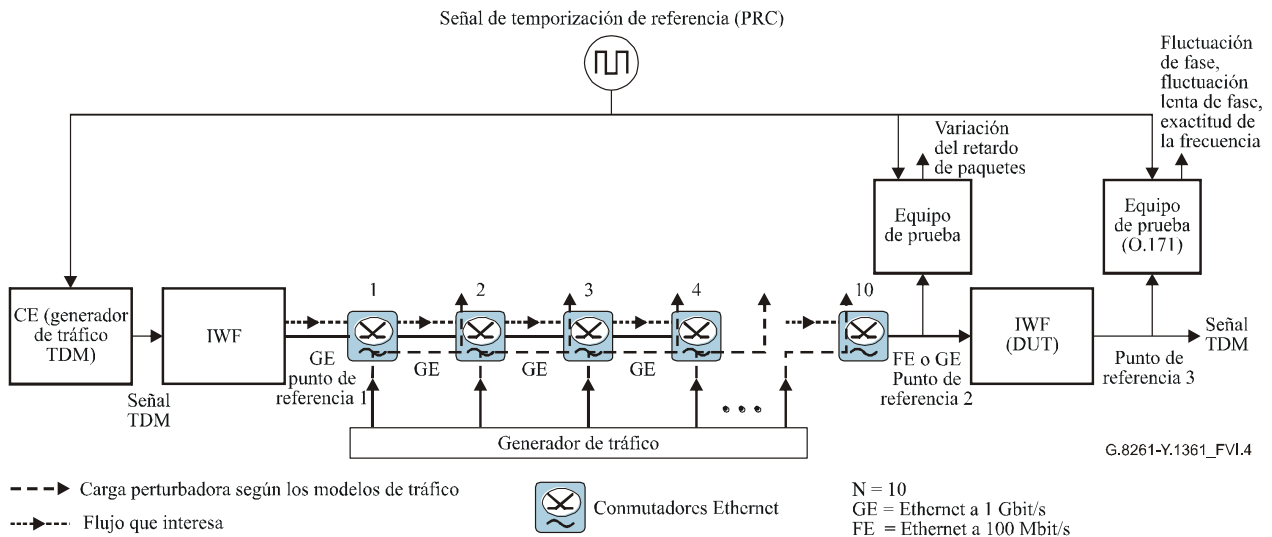 Señal de temporización de referencia (PRC)
Fluctuación
de fase,
fluctuación
lenta de fase,
exactitud de
la frecuencia
Variación
del retardo
de paquetes
Equipo
de prueba
Equipo
de prueba
(O.171)
CE (generador
de tráfico
TDM)
IWF
1
2
3
4
10
IWF
(DUT)
Señal
TDM
Señal
TDM
GE
punto de
referencia 1
GE
GE
GE
FE o GE
Punto de
referencia 2
Punto de
referencia 3
Generador de tráfico
G.8261-Y.1361_FVI.4
Carga perturbadora según los modelos de tráfico
Flujo que interesa
Conmutadores Ethernet
N = 10
GE = Ethernet a 1 Gbit/s
FE = Ethernet a 100 Mbit/s